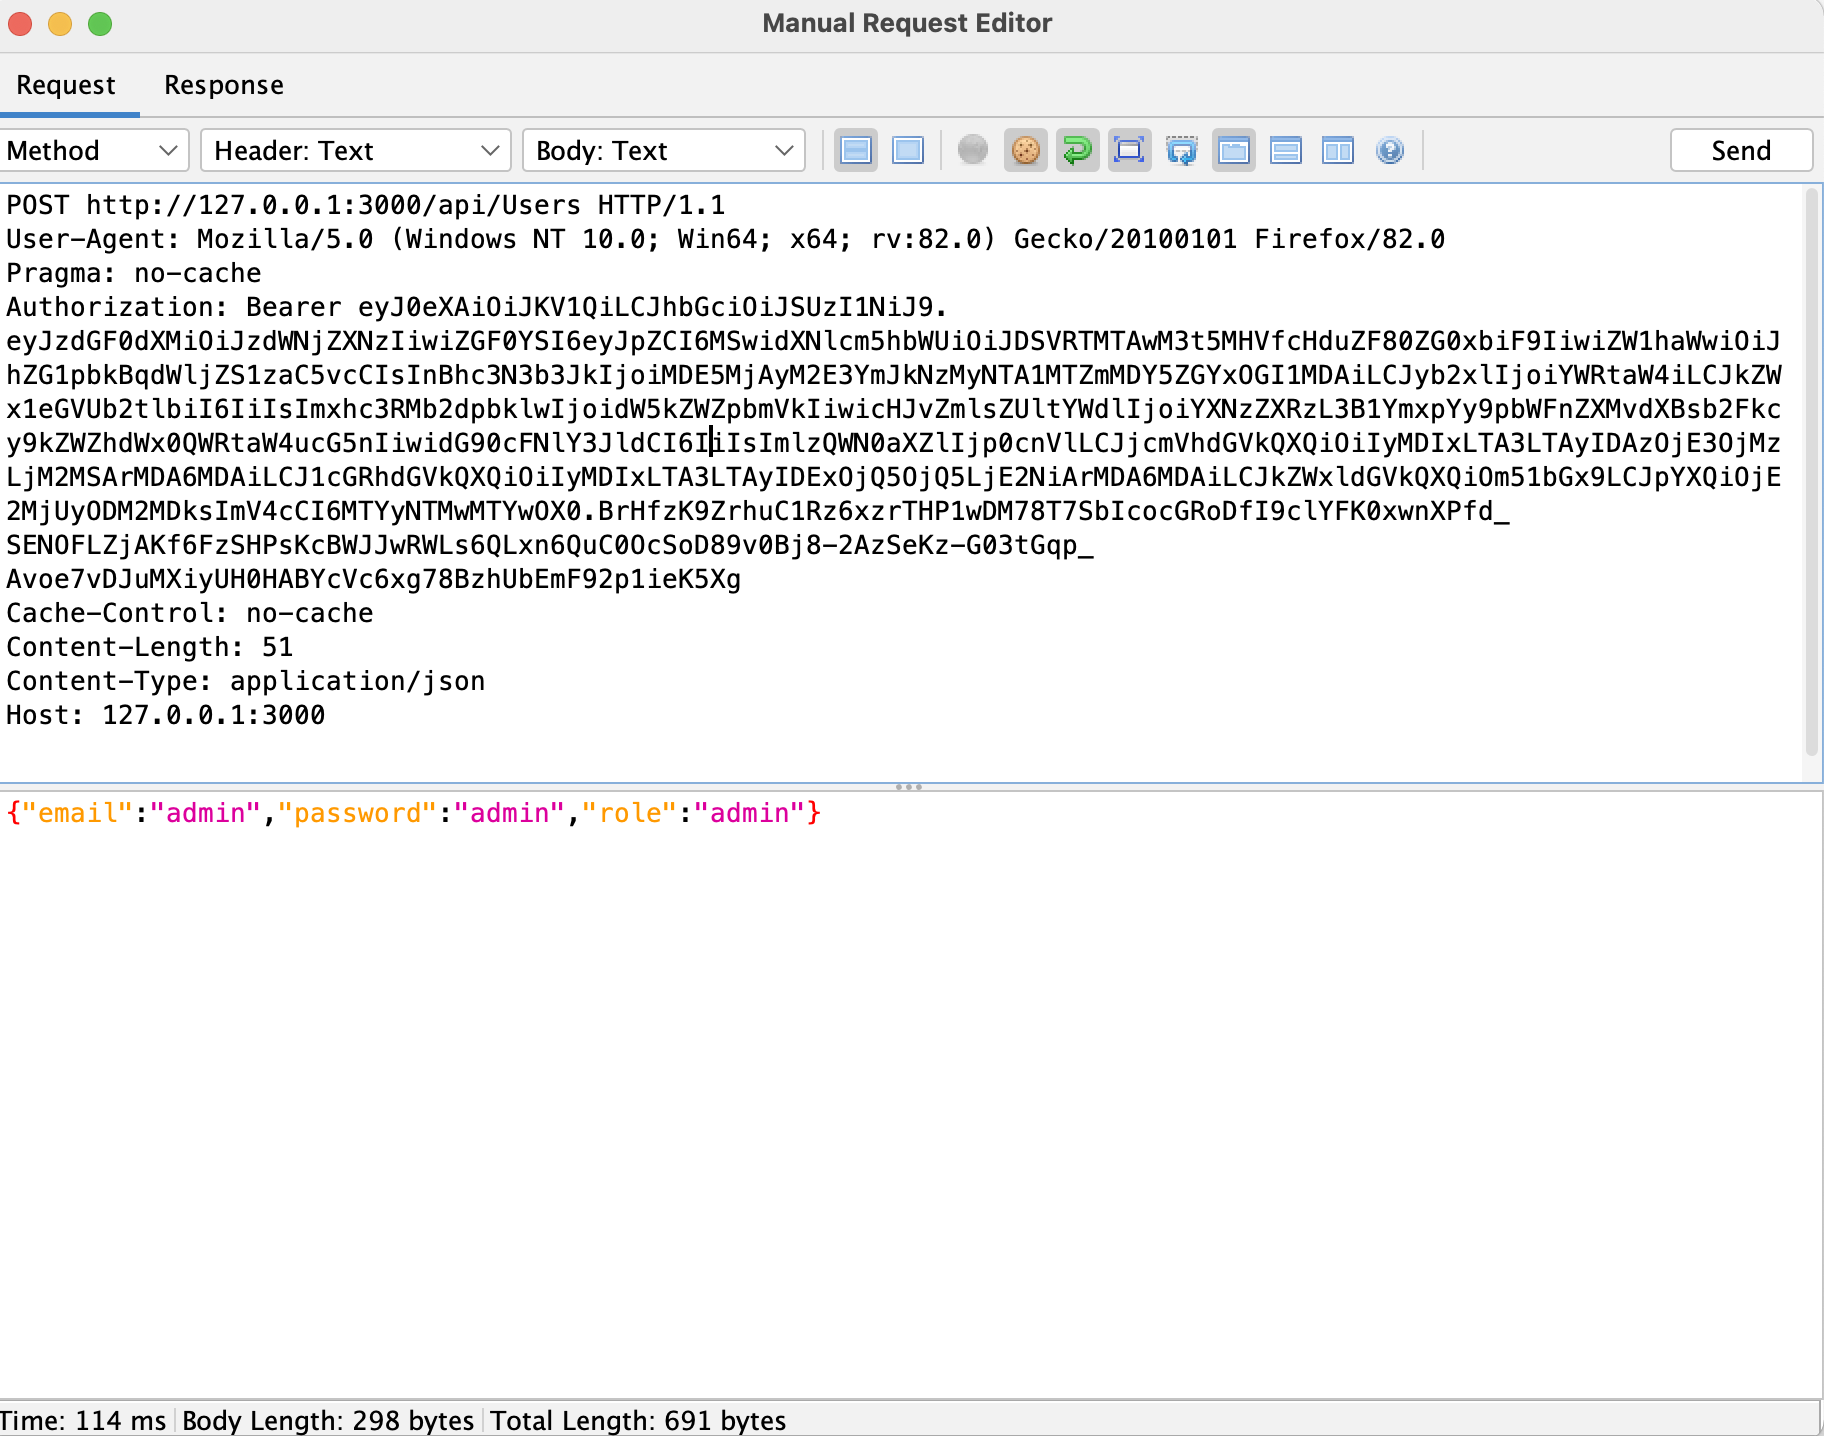 Manual Request Editor
Request Response
Method Header: Text Body: Text Send
POST http://127.0.0.1:3000/api/Users HTTP/1.1
User-Agent: Mozilla/5.0 (Windows NT 10.0; Win64; x64; rv:82.0) Gecko/20100101 Firefox/82.0
Pragma: no-cache
Authorization: Bearer eyJ0eXAiOiJKV1QiLCJhbGciOiJSUzI1NiJ9.
eyJzdGF0dXMiOiJzdWNjZXNzIiwiZGF0YSI6eyJpZCI6MSwidXNlcm5hbWUiOiJDSVRTMTAwM3t5MHVfcHduZF80ZG0xbiF9IiwiZW1haWwiOiJ
hZG1pbkBqdWljZS1zaC5vcCIsInBhc3N3b3JkIjoiMDE5MjAyM2E3YmJkNzMyNTA1MTZmMDY5ZGYxOGI1MDAiLCJyb2xlIjoiYWRtaW4iLCJkZW
x1eGVUb2tlbiI6IiIsImxhc3RMb2dpbklwIjoidW5kZWZpbmVkIiwicHJvZmlsZUltYWdlIjoiYXNzZXRzL3B1YmxpYy9pbWFnZXMvdXBsb2Fkc
y9kZWZhdWx0QWRtaW4ucG5nIiwidG90cFNlY3JldCI6IiIsImlzQWN0aXZlIjp0cnVlLCJjcmVhdGVkQXQiOiIyMDIxLTA3LTAyIDAzOjE3OjMz
LjM2MSArMDA6MDAiLCJ1cGRhdGVkQXQiOiIyMDIxLTA3LTAyIDExOjQ5OjQ5LjE2NiArMDA6MDAiLCJkZWxldGVkQXQiOm51bGx9LCJpYXQiOjE
2MjUyODM2MDksImV4cCI6MTYyNTMwMTYwOX0.BrHfzK9ZrhuC1Rz6xzrTHP1wDM78T7SbIcocGRoDfI9clYFK0xwnXPfd_
SENOFLZjAKf6FzSHPsKcBWJJwRWLs6QLxn6QuC0OcSoD89v0Bj8-2AzSeKz-G03tGqp_
Avoe7vDJuMXiyUH0HABYcVc6xg78BzhUbEmF92p1ieK5Xg
Cache-Control: no-cache
Content-Length: 51
Content-Type: application/json
Host: 127.0.0.1:3000
{"email":"admin","password":"admin","role":"admin"}
Time: 114 ms Body Length: 298 bytes Total Length: 691 bytes